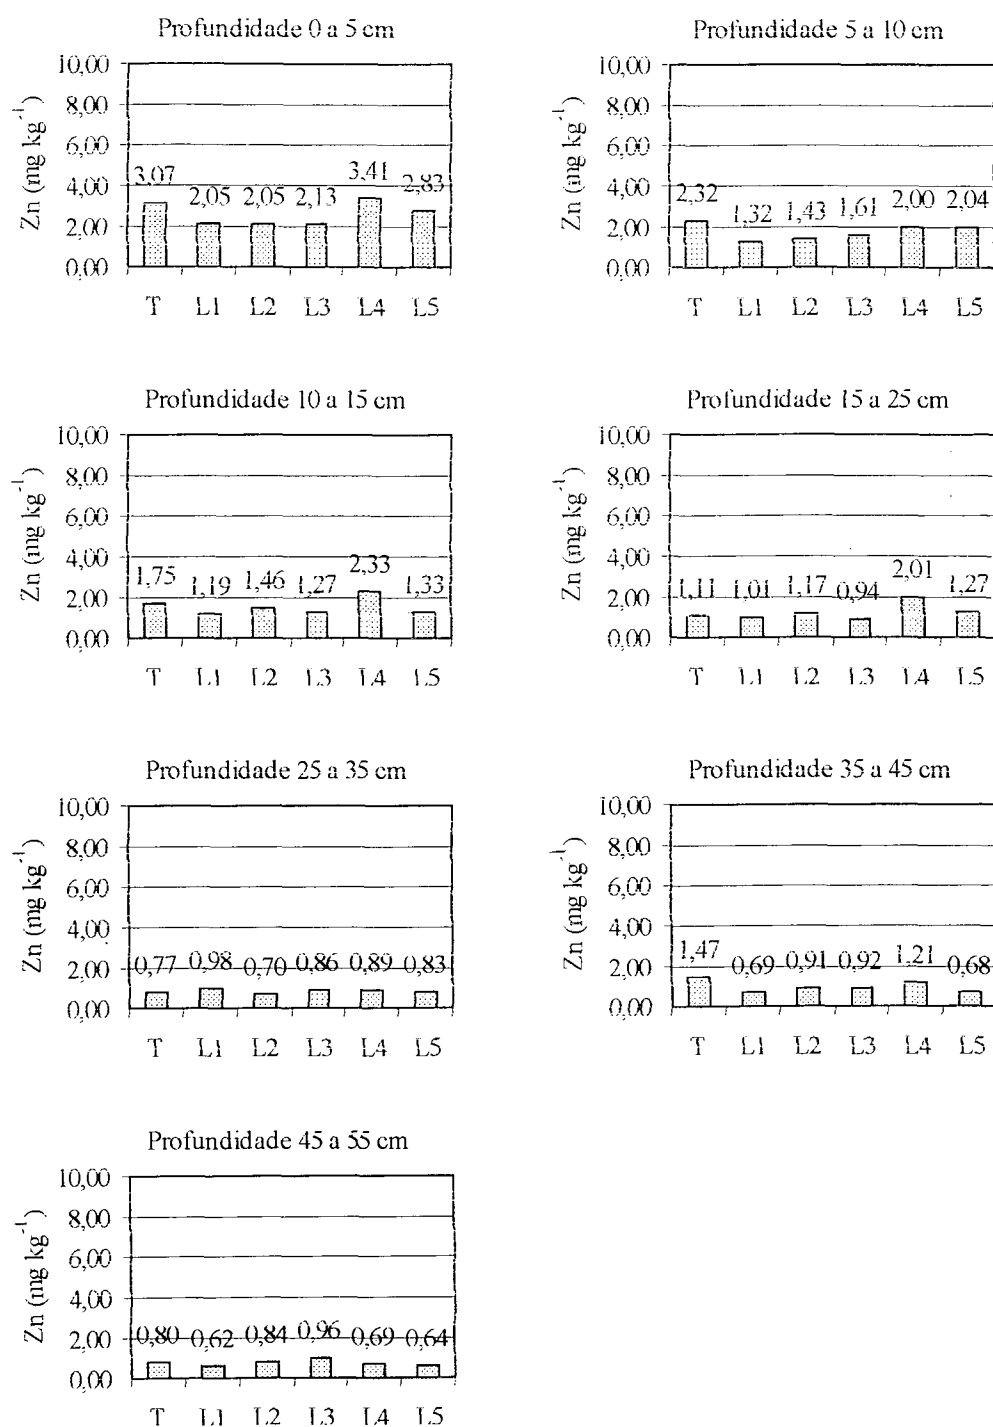 Profundidade 0 a 5 cm
Zn (mg kg⁻¹)
10,00
8,00
6,00
4,00
2,00
0,00
3,07 2,05 2,05 2,13 3,41 2,83
T L1 L2 L3 L4 L5
Profundidade 5 a 10 cm
Zn (mg kg⁻¹)
10,00
8,00
6,00
4,00
2,00
0,00
2,32 1,32 1,43 1,61 2,00 2,04
T L1 L2 L3 L4 L5
Profundidade 10 a 15 cm
Zn (mg kg⁻¹)
10,00
8,00
6,00
4,00
2,00
0,00
1,75 1,19 1,46 1,27 2,33 1,33
T L1 L2 L3 L4 L5
Profundidade 15 a 25 cm
Zn (mg kg⁻¹)
10,00
8,00
6,00
4,00
2,00
0,00
1,11 1,01 1,17 0,94 2,01 1,27
T L1 L2 L3 L4 L5
Profundidade 25 a 35 cm
Zn (mg kg⁻¹)
10,00
8,00
6,00
4,00
2,00
0,00
0,77 0,98 0,70 0,86 0,89 0,83
T L1 L2 L3 L4 L5
Profundidade 35 a 45 cm
Zn (mg kg⁻¹)
10,00
8,00
6,00
4,00
2,00
0,00
1,47 0,69 0,91 0,92 1,21 0,68
T L1 L2 L3 L4 L5
Profundidade 45 a 55 cm
Zn (mg kg⁻¹)
10,00
8,00
6,00
4,00
2,00
0,00
0,80 0,62 0,84 0,96 0,69 0,64
T L1 L2 L3 L4 L5